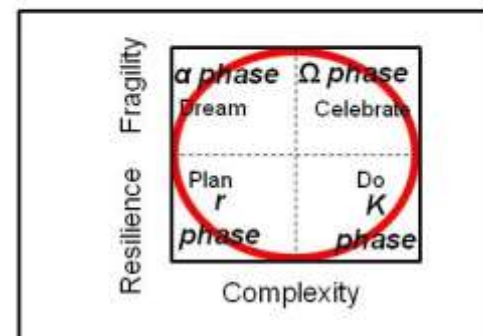 Fragility
Resilience
α phase
Ω phase
Dream
Celebrate
Plan
r
phase
Do
K
phase
Complexity